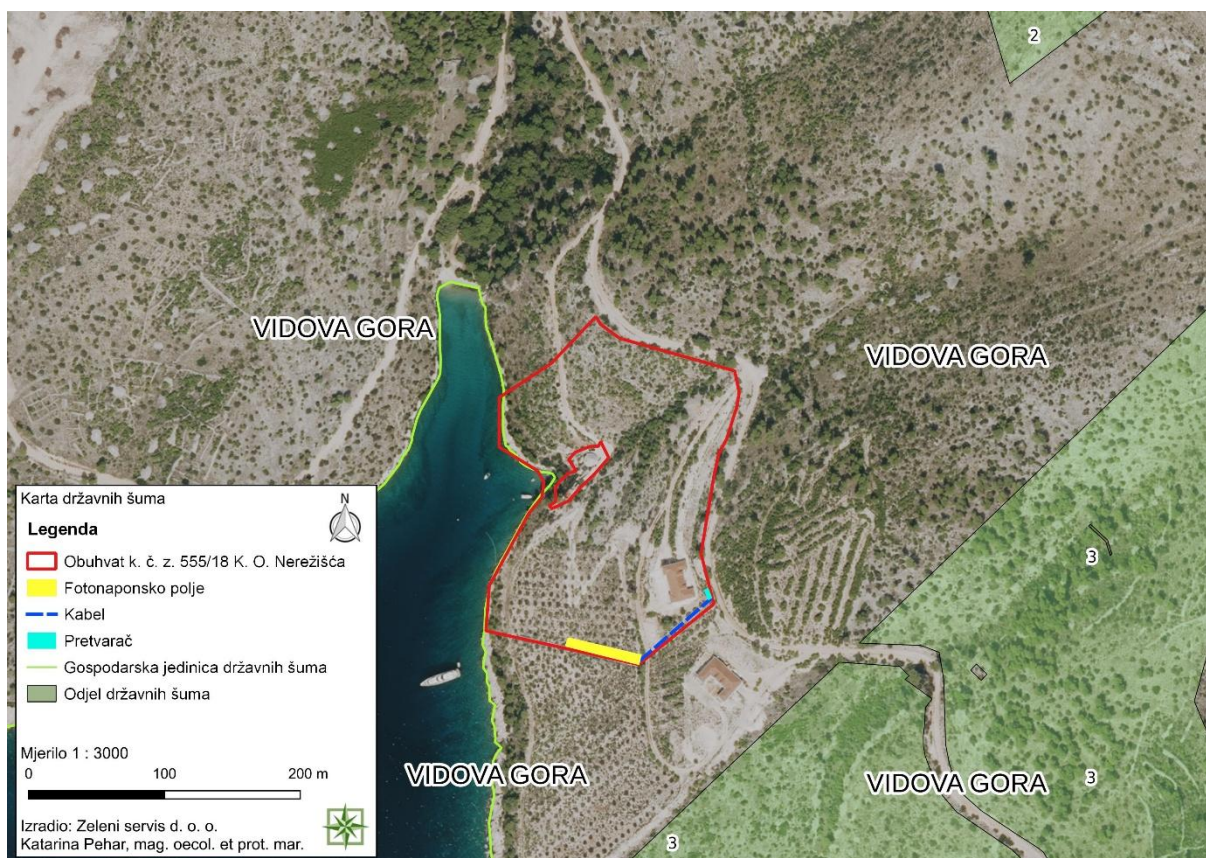 2
VIDOVA GORA
VIDOVA GORA
3
VIDOVA GORA
VIDOVA GORA
3
3
Karta državnih šuma
N
Legenda
Obuhvat k. č. z. 555/18 K. O. Nerežišća
Fotonaponsko polje
Kabel
Pretvarač
Gospodarska jedinica državnih šuma
Odjel državnih šuma
Mjerilo 1 : 3000
0 100 200 m
Izradio: Zeleni servis d. o. o.
Katarina Pehar, mag. oecol. et prot. mar.